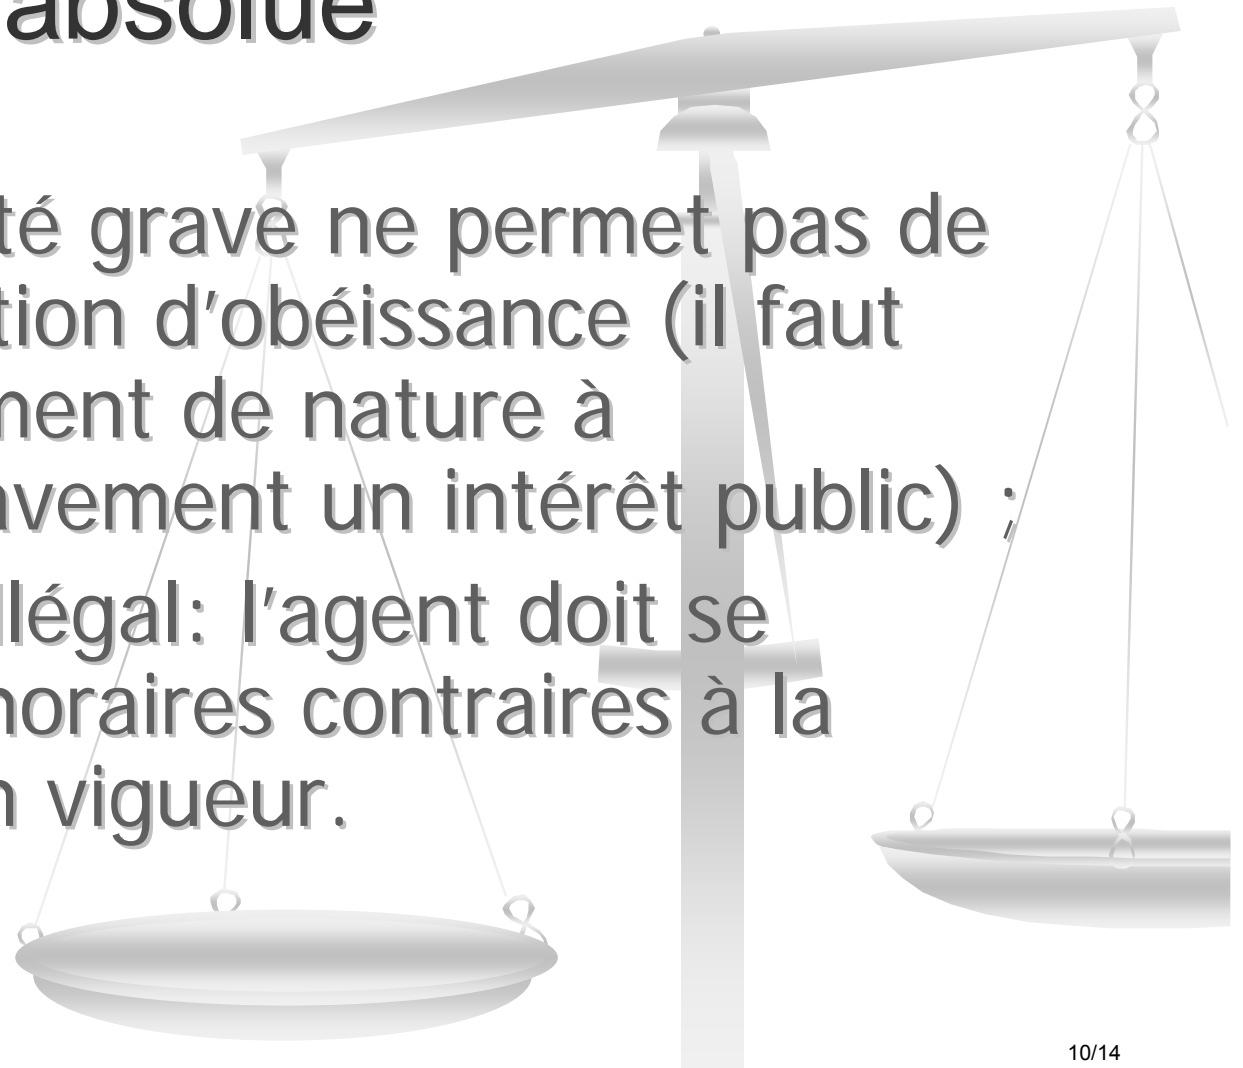 absolue
té grave ne permet pas de
tion d'obéissance (il faut
ment de nature à
avement un intérêt public) ;
llégal: l'agent doit se
horaires contraires à la
n vigueur.
10/14